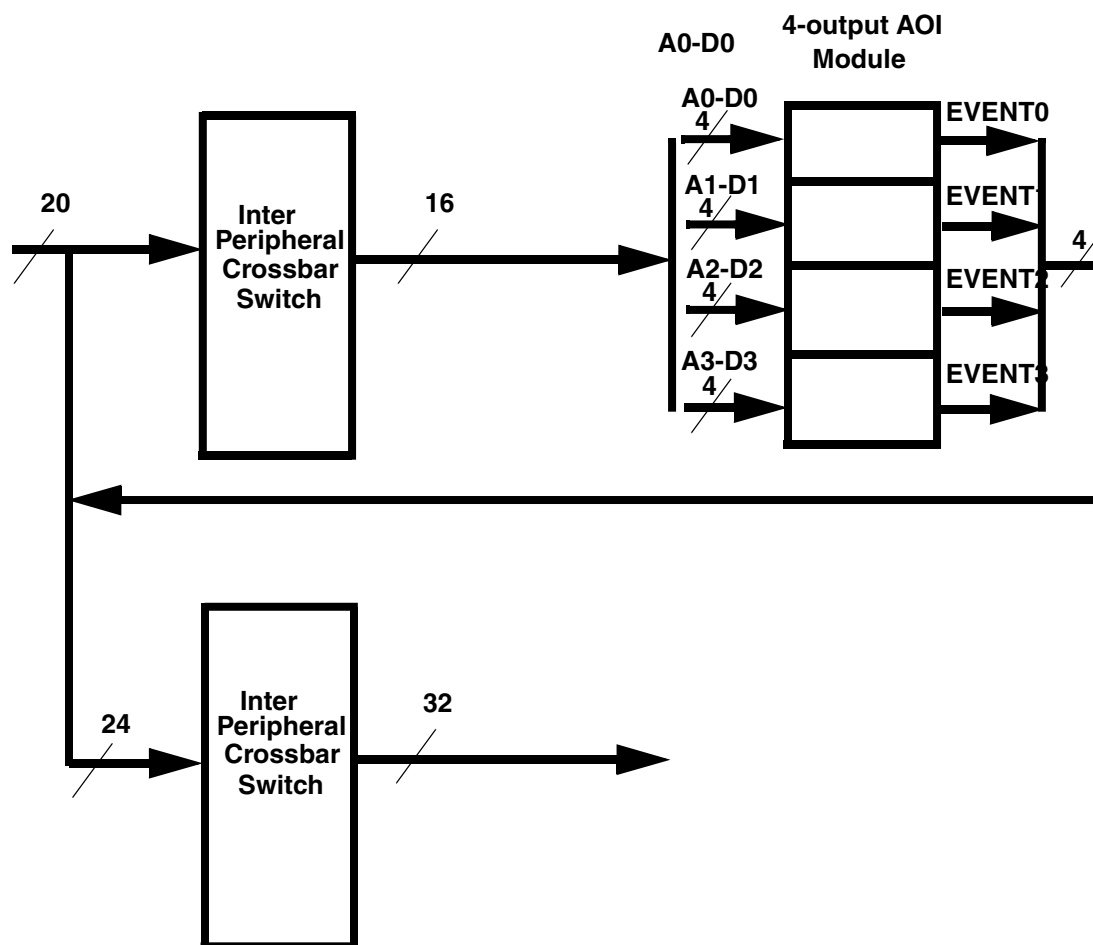 4-output AOI
Module
A0-D0
A0-D0
4
EVENT0
A1-D1
4
EVENT1
20
Inter
Peripheral
Crossbar
Switch
16
4
A2-D2
4
EVENT2
A3-D3
4
EVENT3
24
Inter
Peripheral
Crossbar
Switch
32